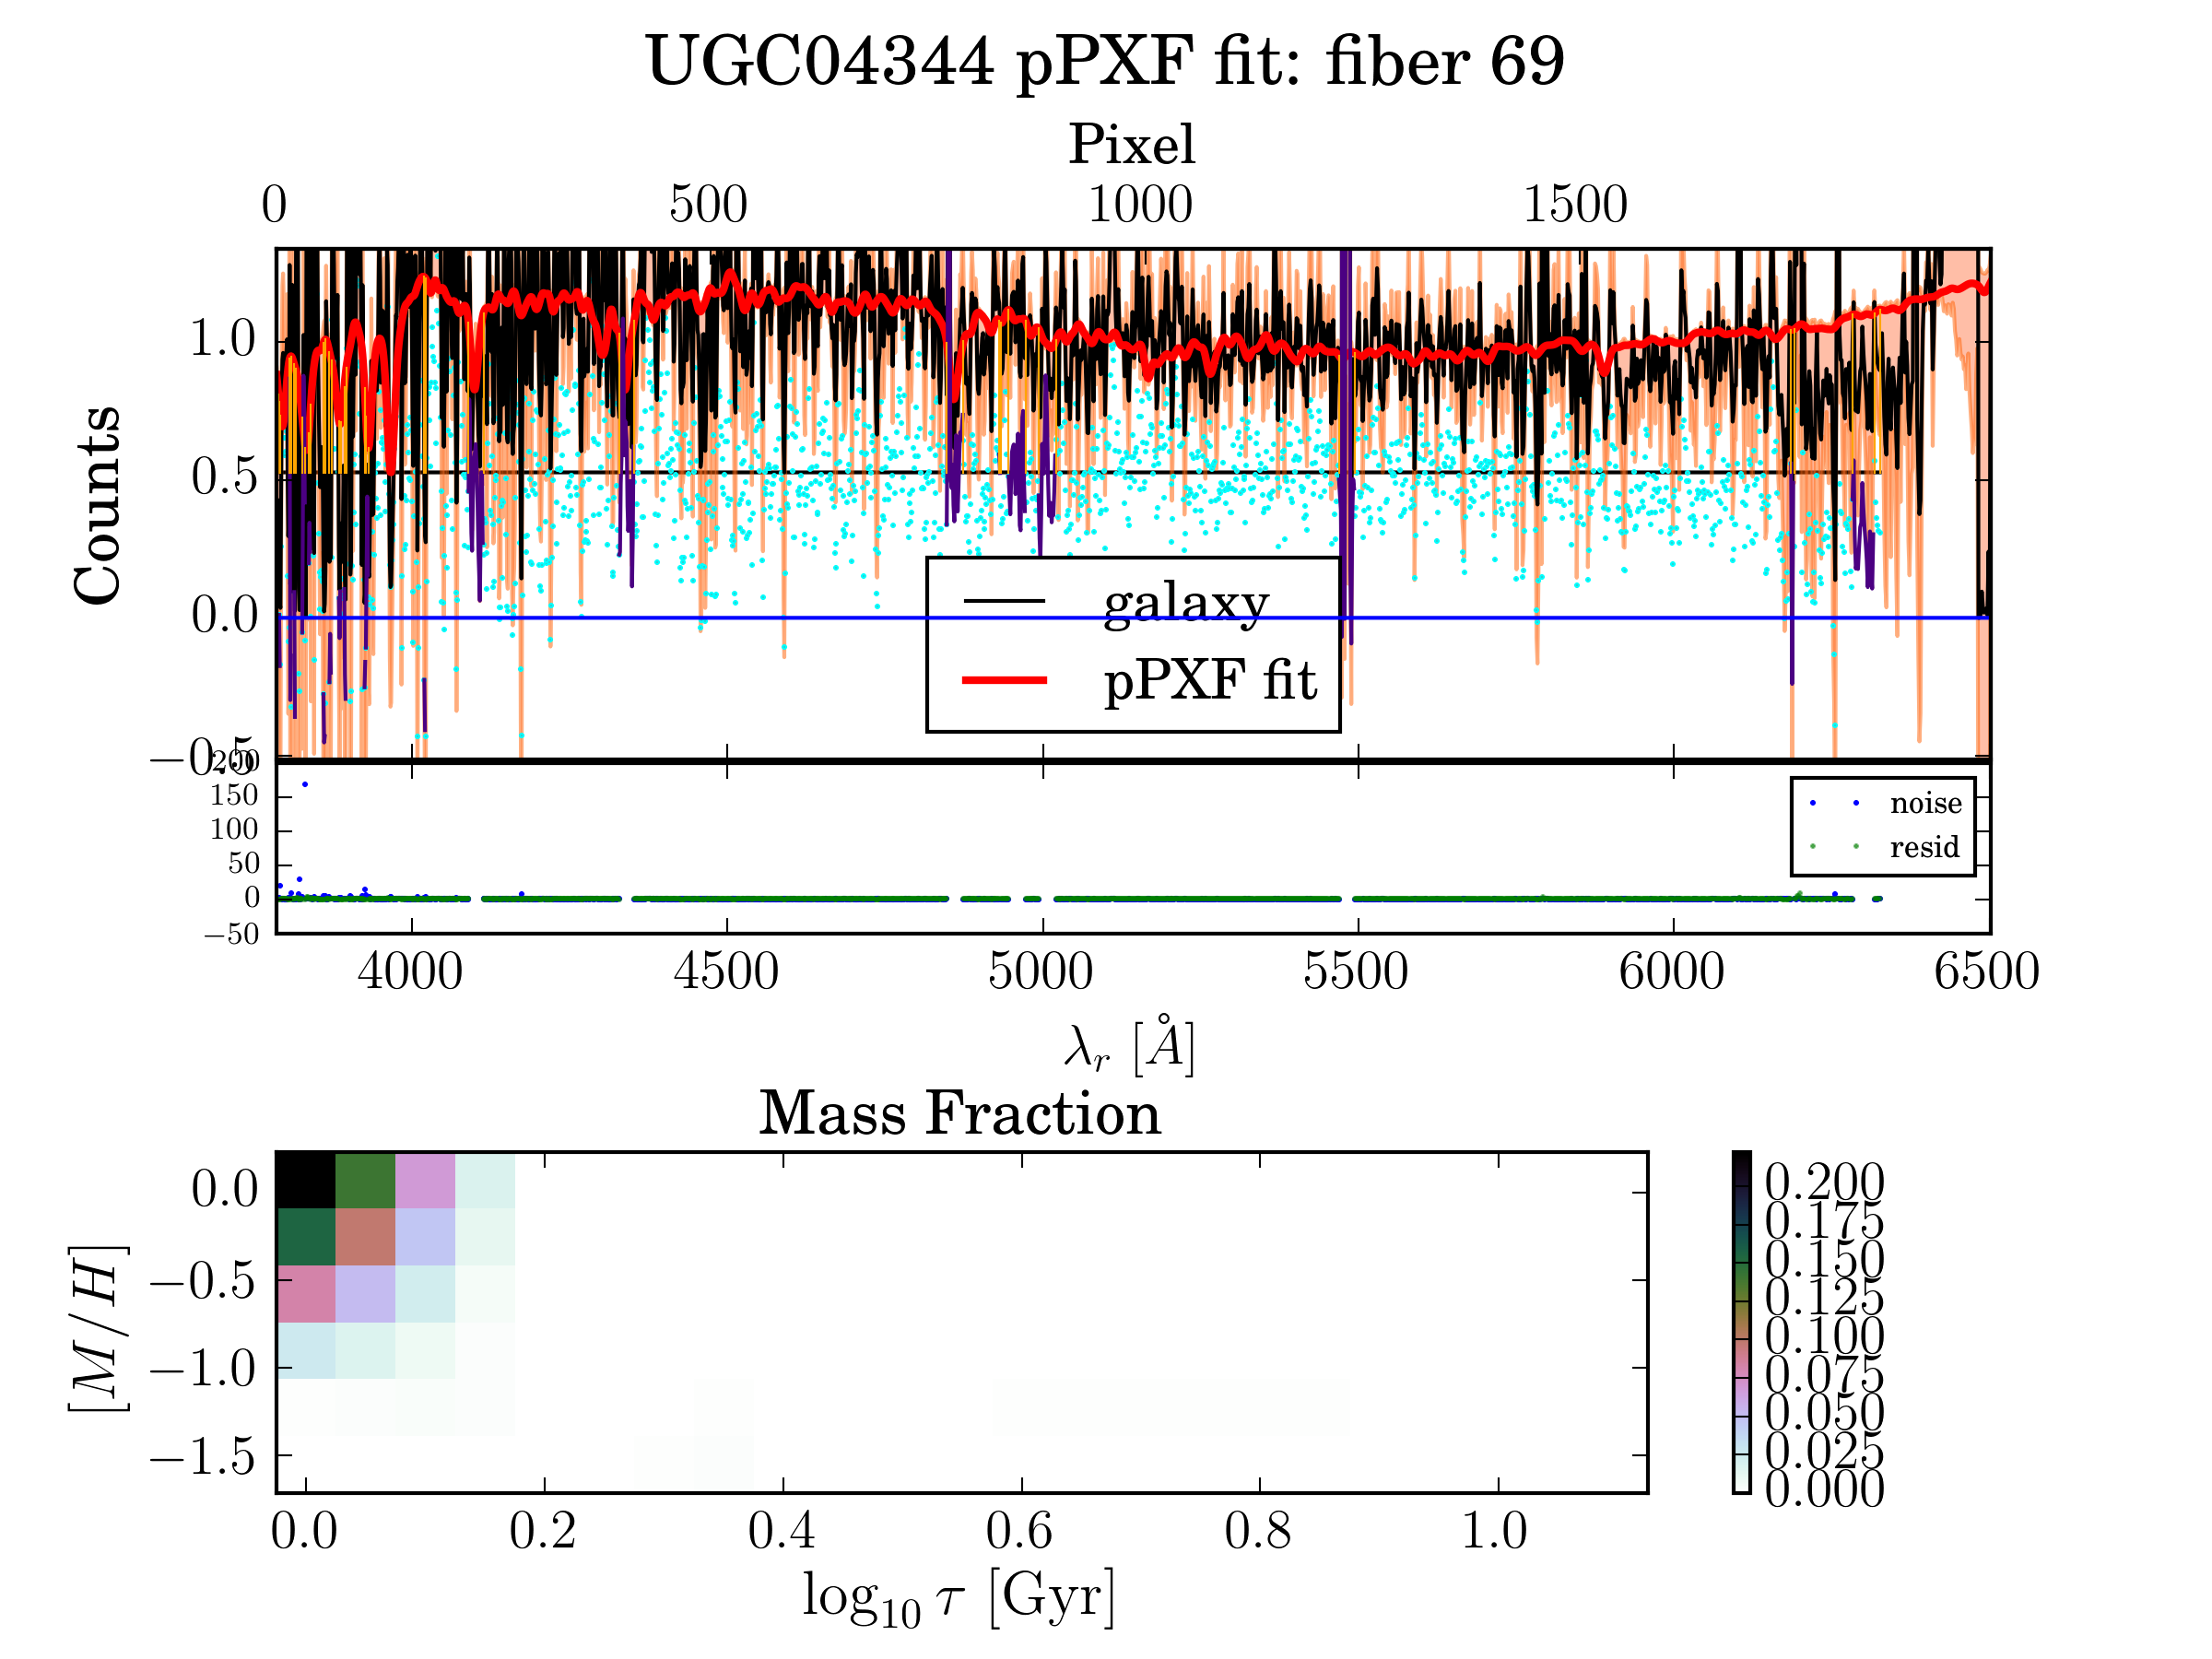 UGC04344 pPXF fit: fiber 69
Pixel
0 500 1000 1500
Counts
1.0
0.5
0.0
−0.5
galaxy
pPXF fit
200
150
100
50
0
−50
noise
resid
4000 4500 5000 5500 6000 6500
λr [Å]
Mass Fraction
[M/H]
0.0
−0.5
−1.0
−1.5
0.0 0.2 0.4 0.6 0.8 1.0
log10 τ [Gyr]
0.200
0.175
0.150
0.125
0.100
0.075
0.050
0.025
0.000